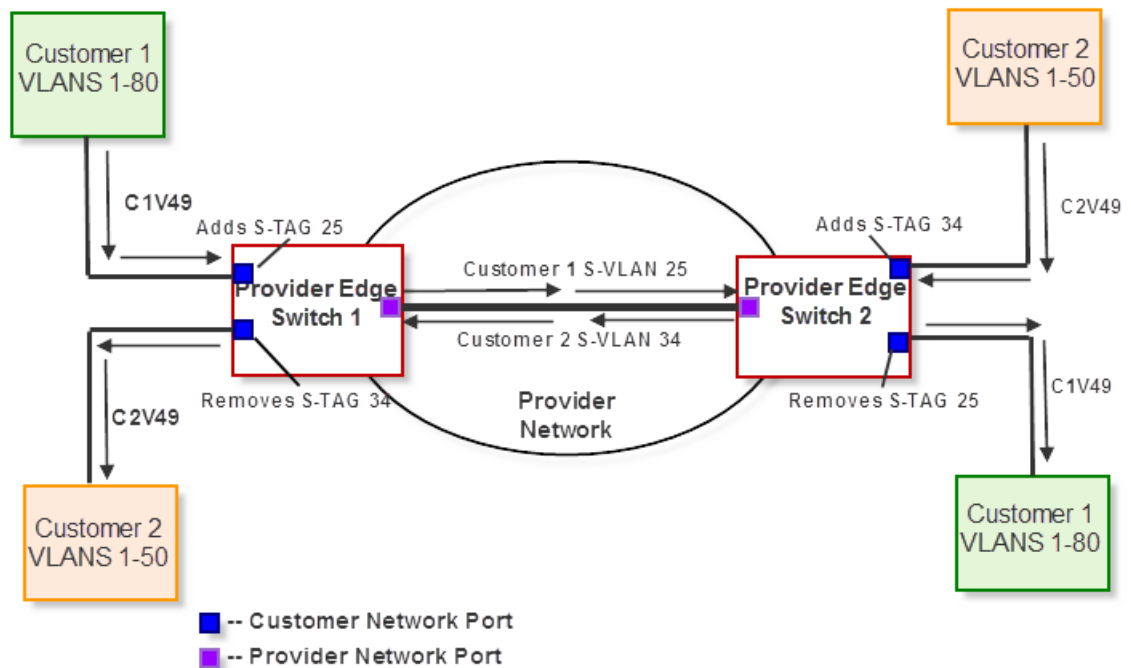 Customer 1
VLANS 1-80
Customer 2
VLANS 1-50
C1V49
C2V49
Adds S-TAG 25
Adds S-TAG 34
Customer 1 S-VLAN 25
Provider Edge
Switch 1
Provider Edge
Switch 2
Customer 2 S-VLAN 34
Removes S-TAG 34
Provider
Network
Removes S-TAG 25
C2V49
C1V49
Customer 2
VLANS 1-50
Customer 1
VLANS 1-80
-- Customer Network Port
-- Provider Network Port